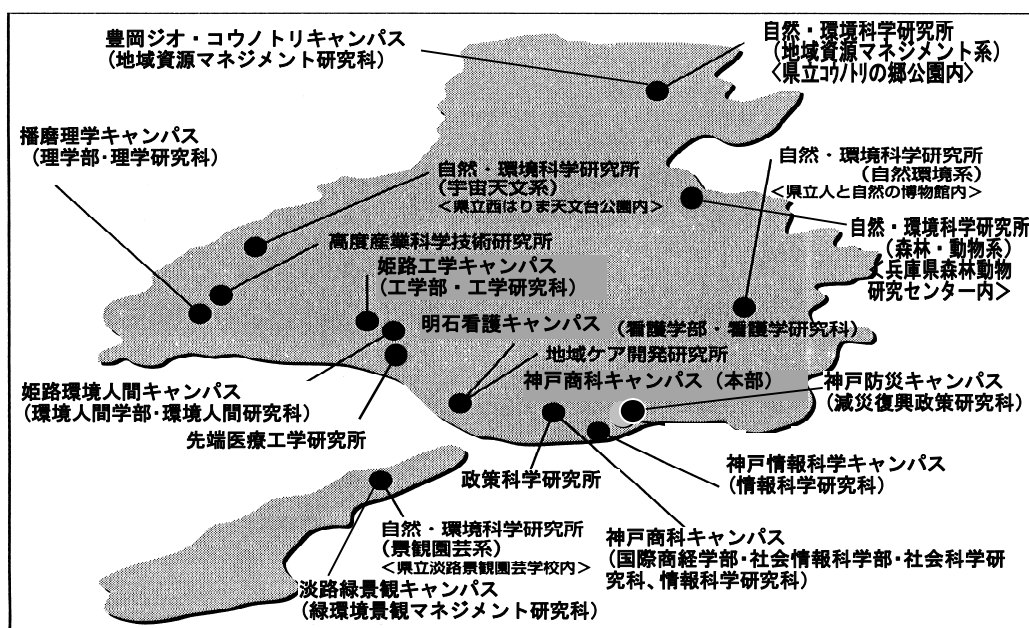 豊岡ジオ・コウノトリキャンパス
(地域資源マネジメント研究科)
自然・環境科学研究所
(地域資源マネジメント系)
<県立コウノトリの郷公園内>
播磨理学キャンパス
(理学部・理学研究科)
自然・環境科学研究所
(宇宙天文系)
<県立西はりま天文台公園内>
自然・環境科学研究所
(自然環境系)
<県立人と自然の博物館内>
自然・環境科学研究所
(森林・動物系)
<兵庫県森林動物
研究センター内>
高度産業科学技術研究所
姫路工学キャンパス
(工学部・工学研究科)
明石看護キャンパス (看護学部・看護学研究科)
地域ケア開発研究所
神戸商科キャンパス(本部)
神戸防災キャンパス
(減災復興政策研究科)
姫路環境人間キャンパス
(環境人間学部・環境人間研究科)
先端医療工学研究所
政策科学研究所
神戸情報科学キャンパス
(情報科学研究科)
自然・環境科学研究所
(景観園芸系)
<県立淡路景観園芸学校内>
神戸商科キャンパス
(国際商経学部・社会情報科学部・社会科学研
究科、情報科学研究科)
淡路緑景観キャンパス
(緑環境景観マネジメント研究科)